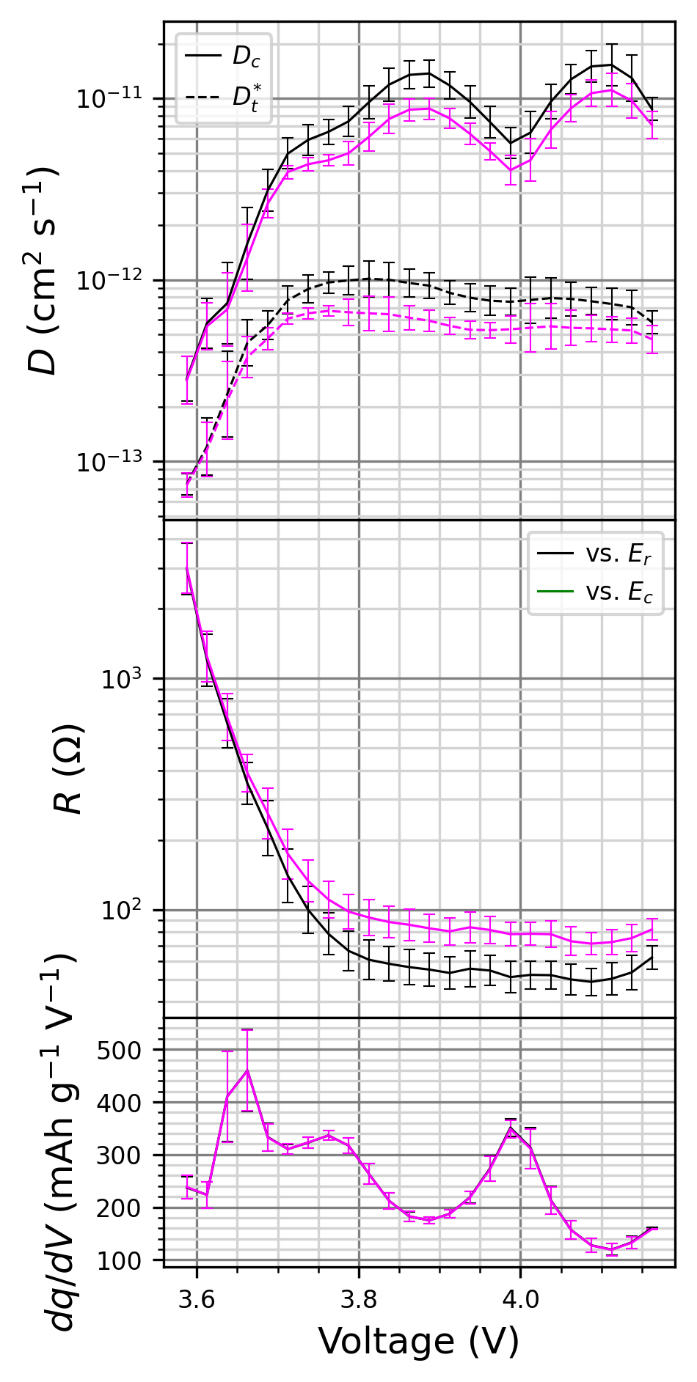 D_c
D_t^*
10^−11
10^−12
10^−13
D (cm^2 s^−1)
vs. E_r
vs. E_c
10^3
10^2
R (Ω)
500
400
300
200
100
dq/dV (mAh g^−1 V^−1)
3.6
3.8
4.0
Voltage (V)